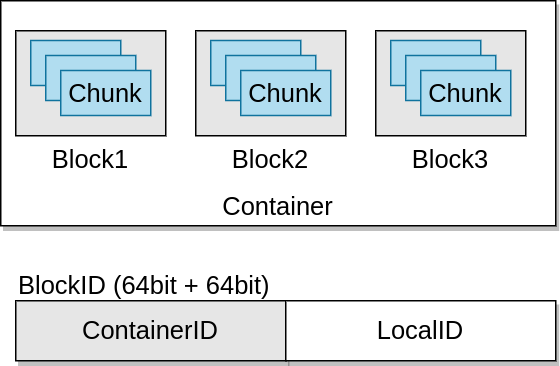 Chunk Chunk Chunk
Block1 Block2 Block3
Container
BlockID (64bit + 64bit)
ContainerID LocalID